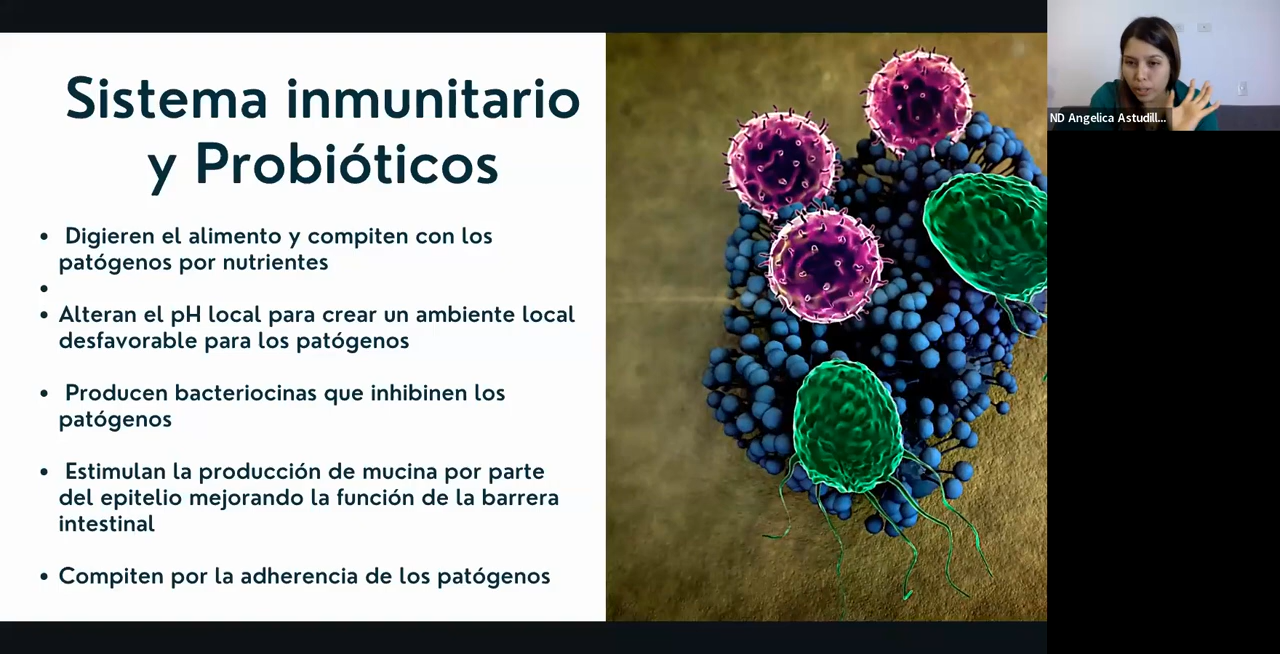 Sistema inmunitario
y Probióticos
• Digieren el alimento y compiten con los
patógenos por nutrientes
•
• Alteran el pH local para crear un ambiente local
desfavorable para los patógenos
• Producen bacteriocinas que inhibinen los
patógenos
• Estimulan la producción de mucina por parte
del epitelio mejorando la función de la barrera
intestinal
• Compiten por la adherencia de los patógenos
ND Angelica Astudill...